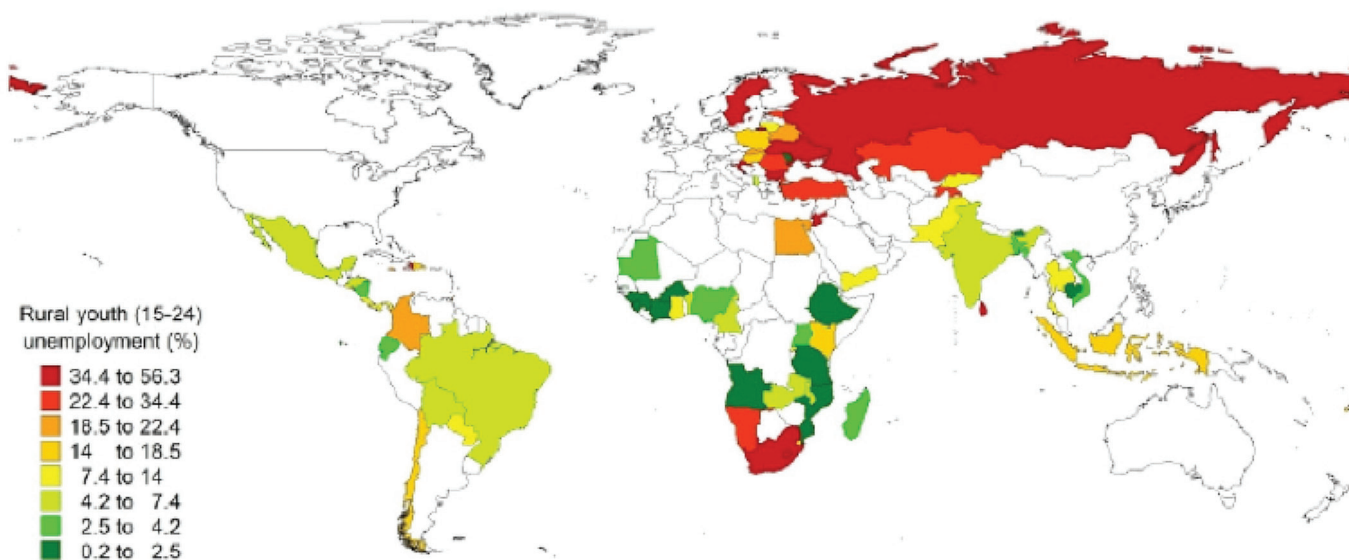 Rural youth (15-24)
unemployment (%)
34.4 to 56.3
22.4 to 34.4
18.5 to 22.4
14 to 18.5
7.4 to 14
4.2 to 7.4
2.5 to 4.2
0.2 to 2.5